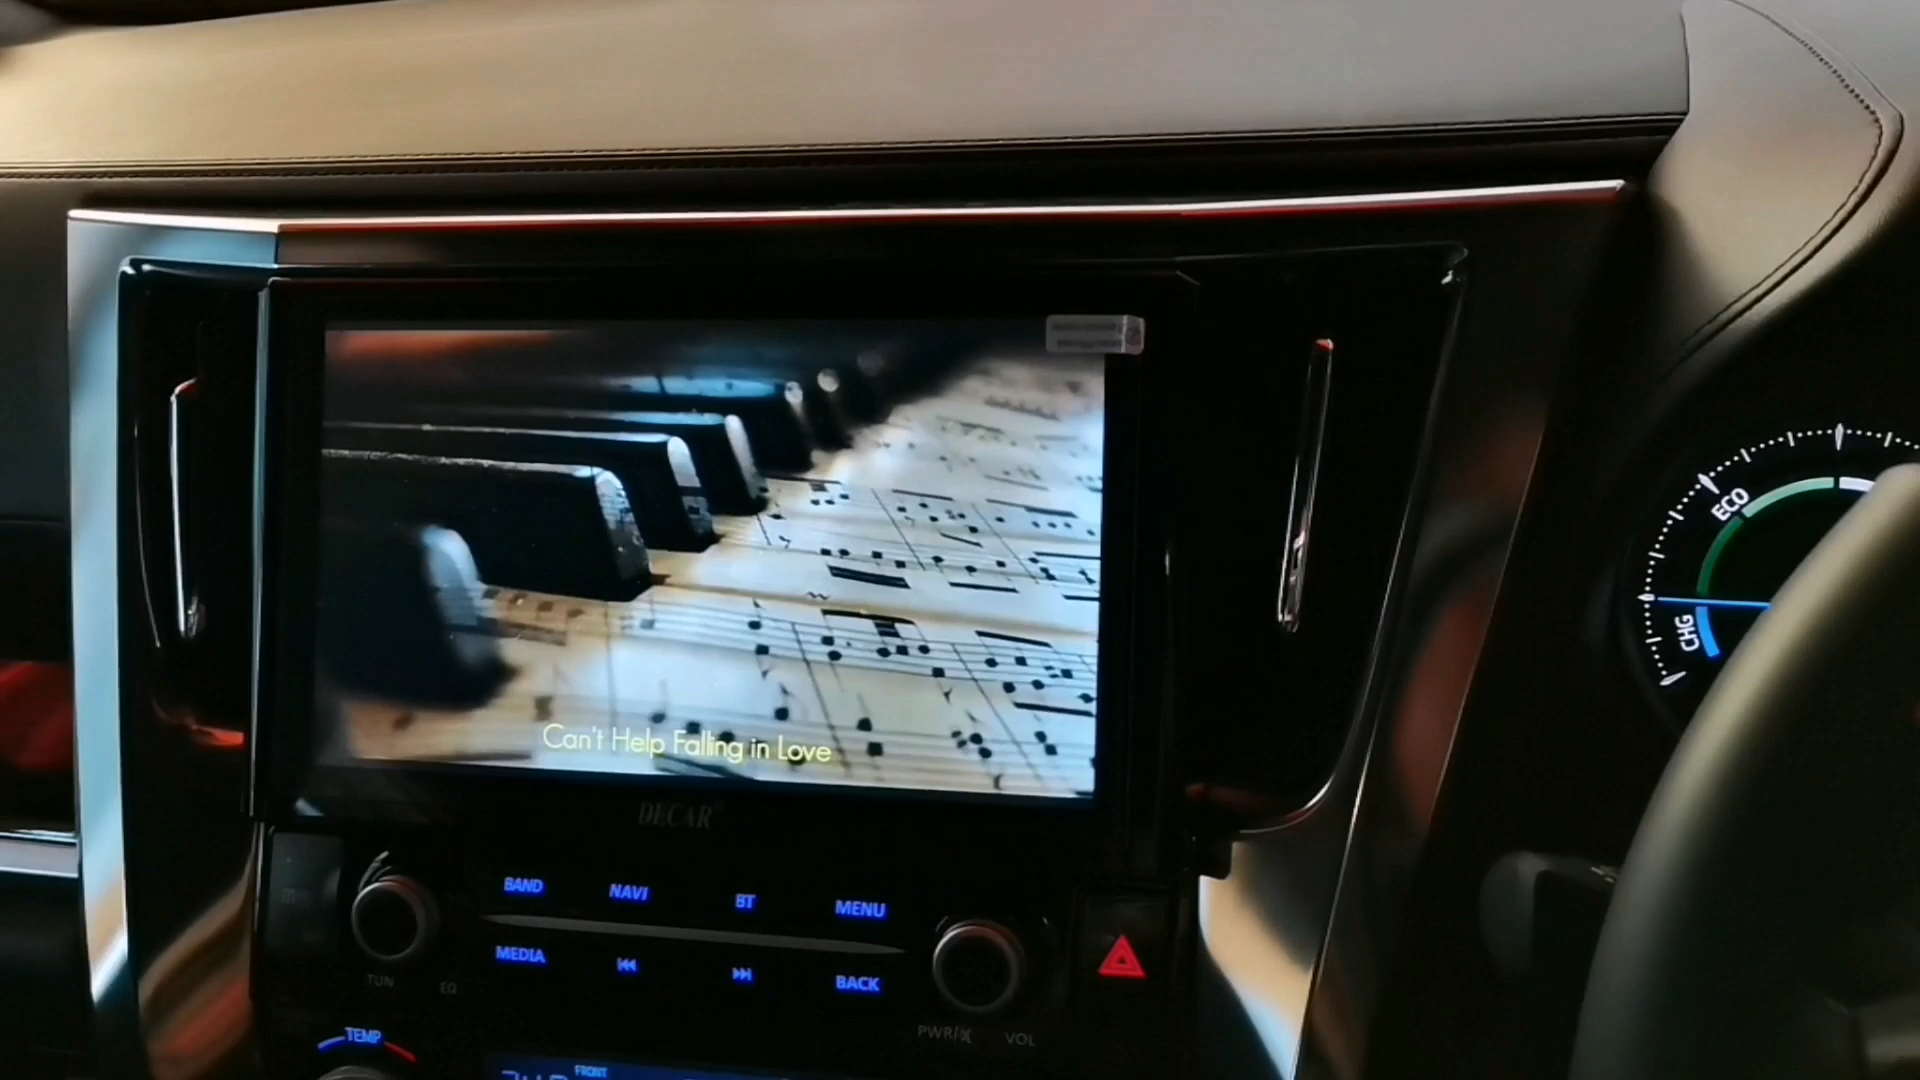 ECO
CHG
Can't Help Falling in Love
DECAR®
BAND NAVI BT MENU
MEDIA BACK
TUN EQ
PWR VOL
TEMP
FRONT